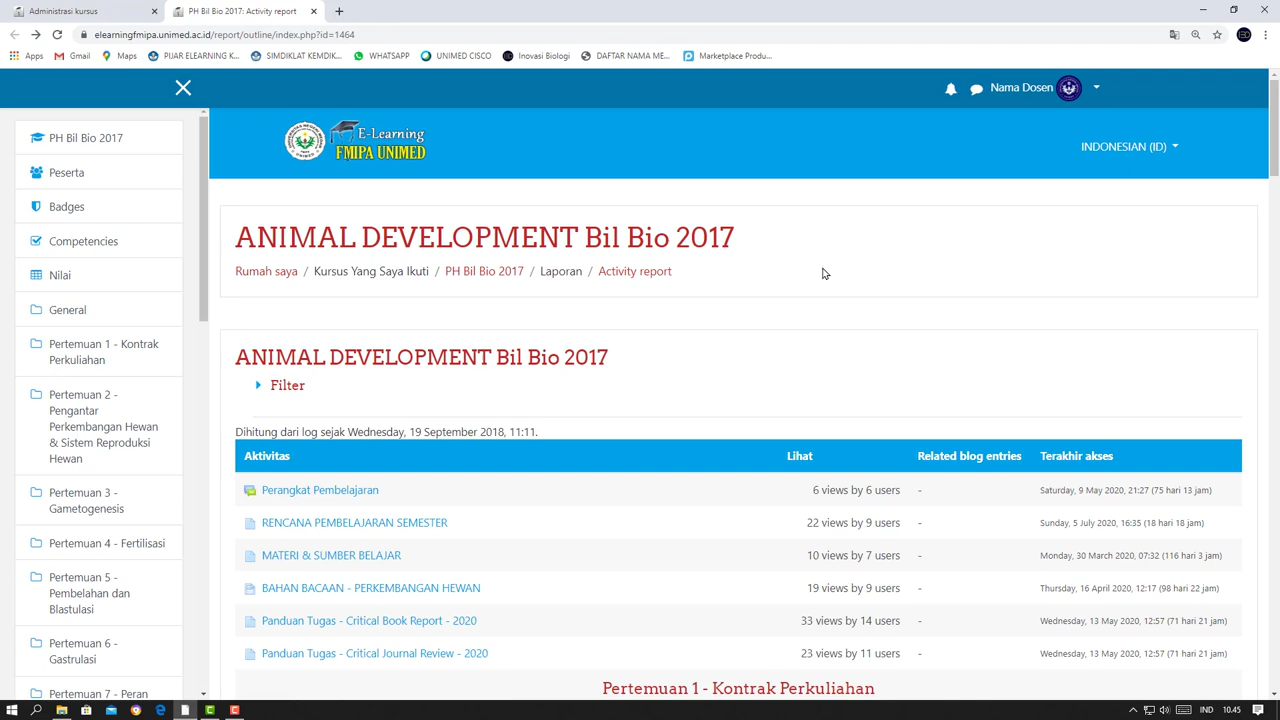 Administrasi kursus
PH Bil Bio 2017: Activity report
elearningfmipa.unimed.ac.id/report/outline/index.php?id=1464
Apps
Gmail
Maps
PIJAR ELEARNING K...
SIMDIKLAT KEMDIK...
WHATSAPP
UNIMED CISCO
Inovasi Biologi
DAFTAR NAMA ME...
Marketplace Produ...
Nama Dosen
E-Learning
FMIPA UNIMED
INDONESIAN (ID)
PH Bil Bio 2017
Peserta
Badges
Competencies
Nilai
General
Pertemuan 1 - Kontrak
Perkuliahan
Pertemuan 2 -
Pengantar
Perkembangan Hewan
& Sistem Reproduksi
Hewan
Pertemuan 3 -
Gametogenesis
Pertemuan 4 - Fertilisasi
Pertemuan 5 -
Pembelahan dan
Blastulasi
Pertemuan 6 -
Gastrulasi
Pertemuan 7 - Peran
ANIMAL DEVELOPMENT Bil Bio 2017
Rumah saya / Kursus Yang Saya Ikuti / PH Bil Bio 2017 / Laporan / Activity report
ANIMAL DEVELOPMENT Bil Bio 2017
Filter
Dihitung dari log sejak Wednesday, 19 September 2018, 11:11.
Aktivitas Lihat Related blog entries Terakhir akses
Perangkat Pembelajaran 6 views by 6 users - Saturday, 9 May 2020, 21:27 (75 hari 13 jam)
RENCANA PEMBELAJARAN SEMESTER 22 views by 9 users - Sunday, 5 July 2020, 16:35 (18 hari 18 jam)
MATERI & SUMBER BELAJAR 10 views by 7 users - Monday, 30 March 2020, 07:32 (116 hari 3 jam)
BAHAN BACAAN - PERKEMBANGAN HEWAN 19 views by 9 users - Thursday, 16 April 2020, 12:17 (98 hari 22 jam)
Panduan Tugas - Critical Book Report - 2020 33 views by 14 users - Wednesday, 13 May 2020, 12:57 (71 hari 21 jam)
Panduan Tugas - Critical Journal Review - 2020 23 views by 11 users - Wednesday, 13 May 2020, 12:57 (71 hari 21 jam)
Pertemuan 1 - Kontrak Perkuliahan
IND 10.45